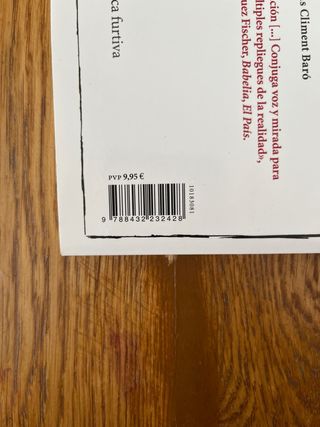 s Climent Baró
ción [...] Conjuga voz y mirada para
últiples repliegues de la realidad»,
uez Fischer, Babelia, El País.
ca furtiva
PVP 9,95 €
10183081
9 788432 232428